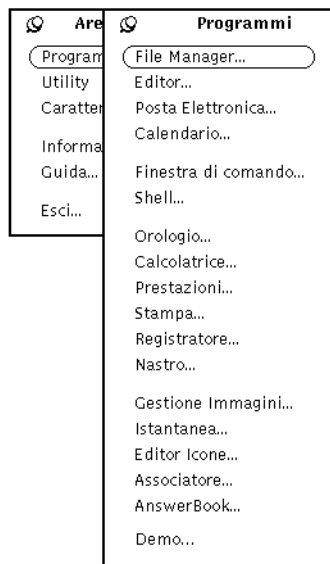 Are
Program
Utility
Caratter
Informa
Guida...
Esci...
Programmi
File Manager...
Editor...
Posta Elettronica...
Calendario...
Finestra di comando...
Shell...
Orologio...
Calcolatrice...
Prestazioni...
Stampa...
Registratore...
Nastro...
Gestione Immagini...
Istantanea...
Editor Icone...
Associatore...
AnswerBook...
Demo...